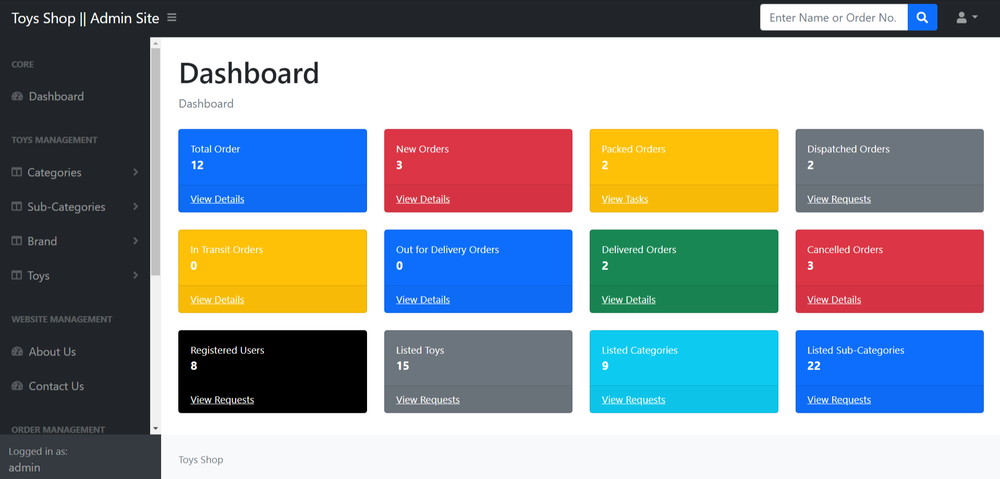 Toys Shop || Admin Site
Enter Name or Order No.
CORE
Dashboard
TOYS MANAGEMENT
Categories
Sub-Categories
Brand
Toys
WEBSITE MANAGEMENT
About Us
Contact Us
ORDER MANAGEMENT
Logged in as:
admin
Dashboard
Dashboard
Total Order
12
View Details
New Orders
3
View Details
Packed Orders
2
View Tasks
Dispatched Orders
2
View Requests
In Transit Orders
0
View Details
Out for Delivery Orders
0
View Details
Delivered Orders
2
View Details
Cancelled Orders
3
View Details
Registered Users
8
View Requests
Listed Toys
15
View Requests
Listed Categories
9
View Requests
Listed Sub-Categories
22
View Requests
Toys Shop